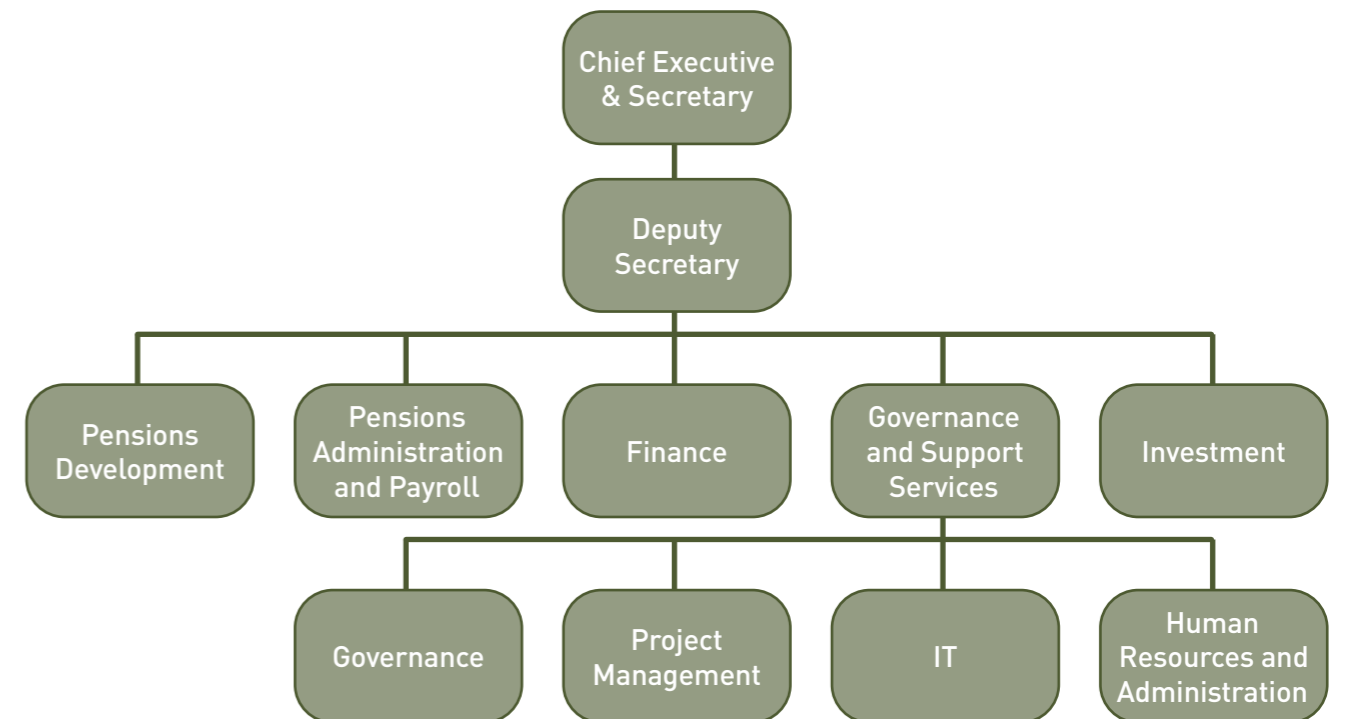 Chief Executive
& Secretary
Deputy
Secretary
Pensions
Development
Pensions
Administration
and Payroll
Finance
Governance
and Support
Services
Investment
Governance
Project
Management
IT
Human
Resources and
Administration